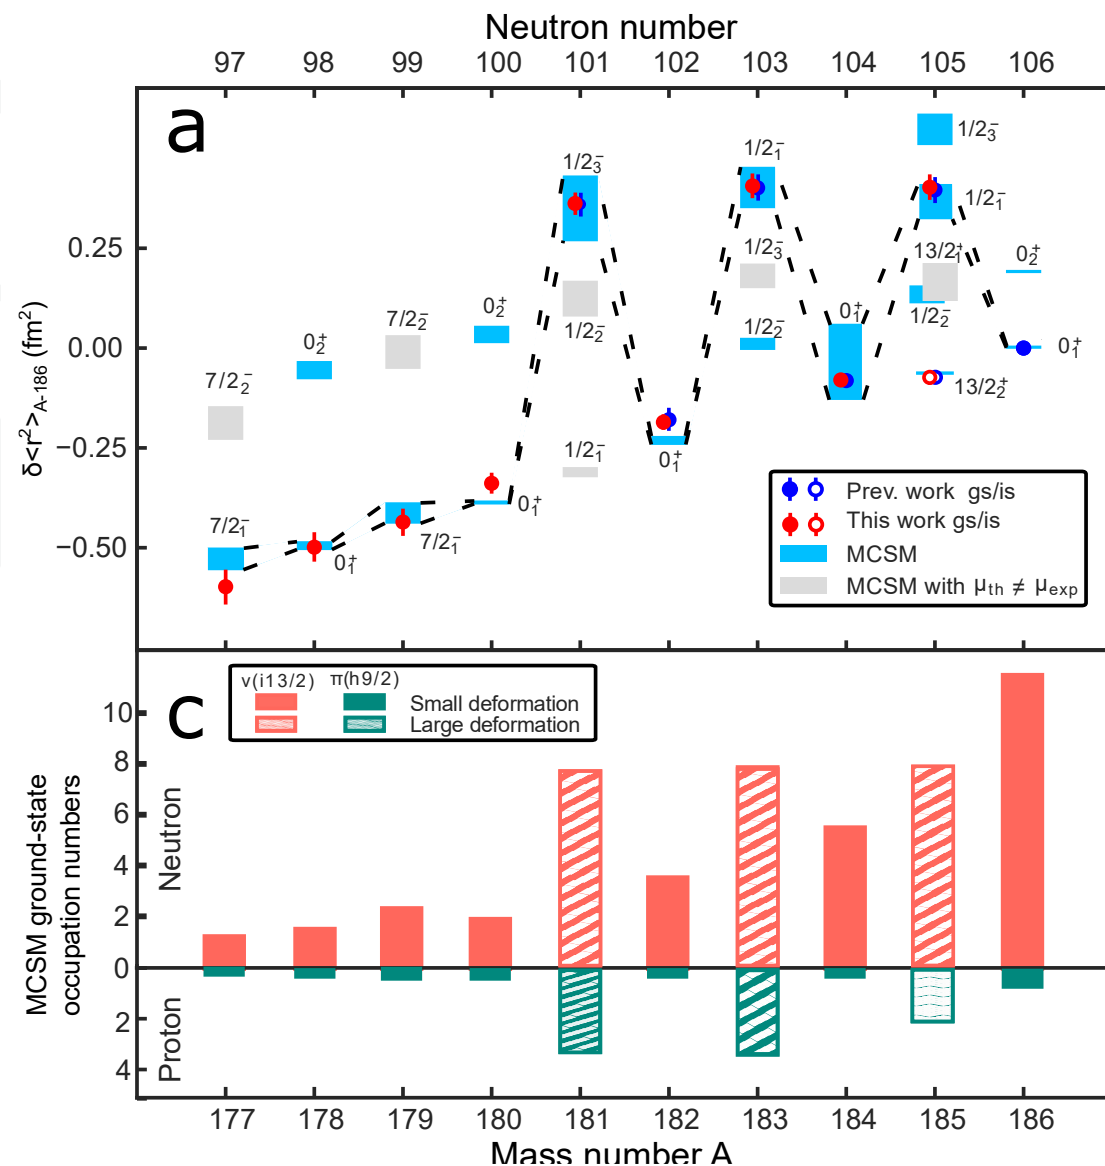 Neutron number
97 98 99 100 101 102 103 104 105 106
a
1/2₃⁻
1/2₁⁻
1/2₃⁻
1/2₁⁻
0.25
1/2₃⁻
13/2₁⁺
0₂⁺
0₂⁺
7/2₂⁻
0₂⁺
0₁⁺
1/2₂⁻
1/2₂⁻
1/2₂⁻
0.00
0₁⁺
7/2₂⁻
13/2₂⁺
δ<r²>A-186 (fm²)
−0.25
1/2₁⁻
0₁⁺
7/2₁⁻
0₁⁺
7/2₁⁻
0₁⁺
−0.50
Prev. work gs/is
This work gs/is
MCSM
MCSM with μth ≠ μexp
c
ν(i13/2) π(h9/2)
Small deformation
Large deformation
MCSM ground-state
occupation numbers
Neutron
Proton
10
8
6
4
2
0
2
4
177 178 179 180 181 182 183 184 185 186
Mass number A